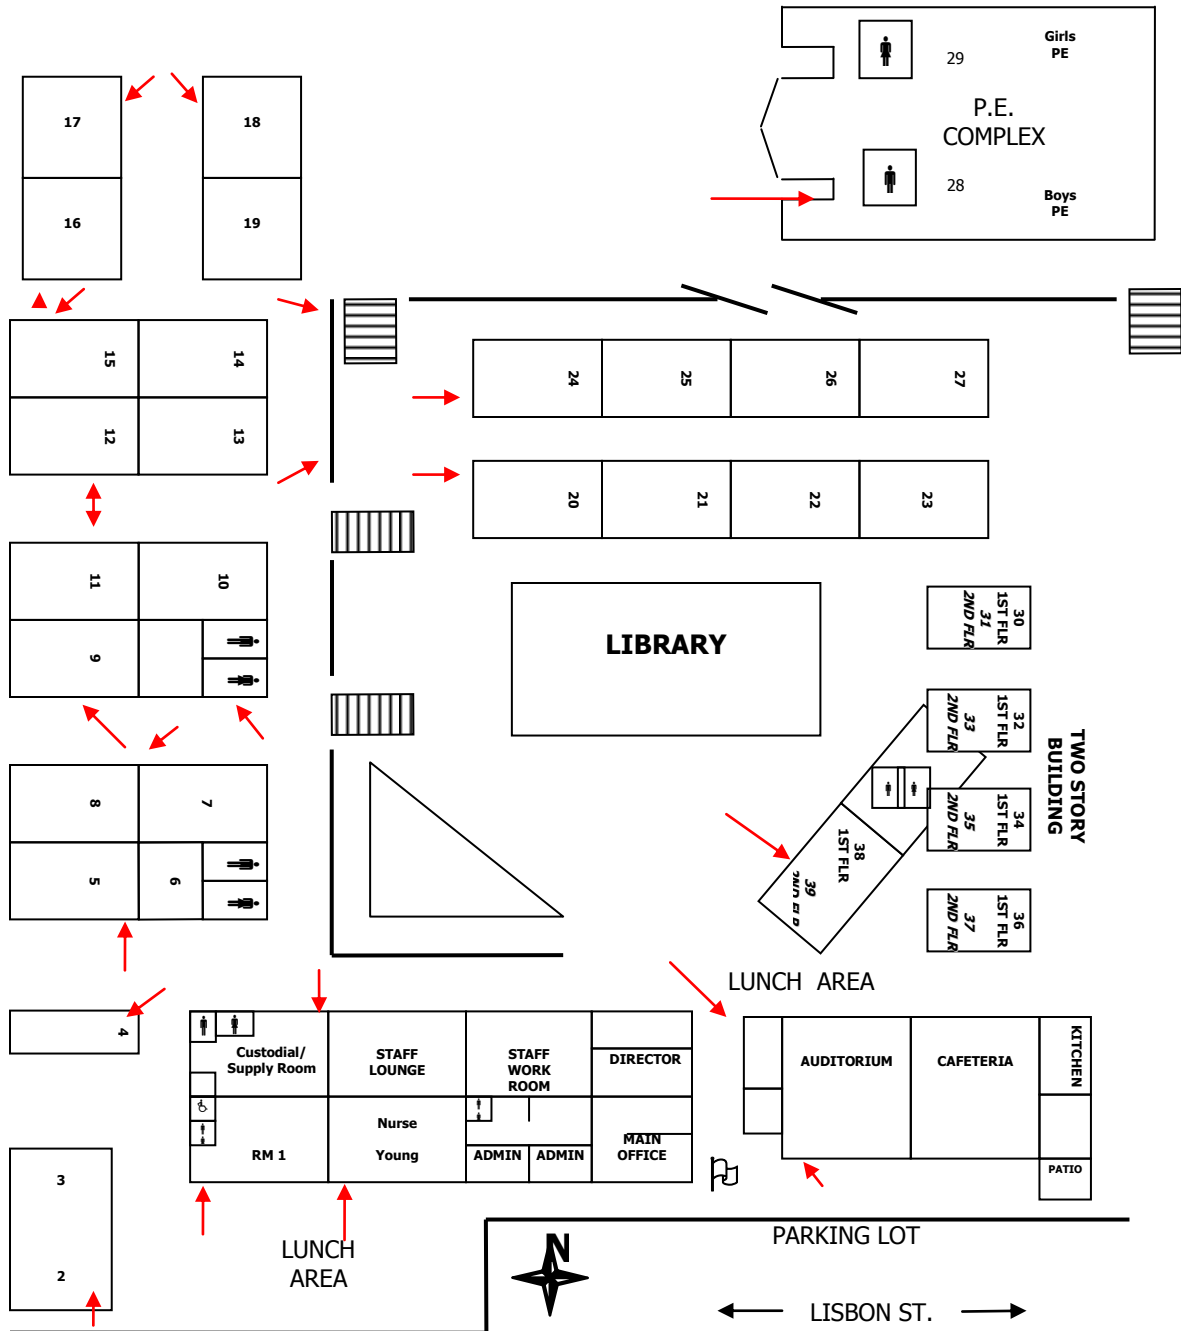 Girls
PE
29
P.E.
COMPLEX
28
Boys
PE
17
18
16
19
15
14
12
13
24
25
26
27
20
21
22
23
11
10
9
LIBRARY
30
1ST FLR
31
2ND FLR
32
1ST FLR
33
2ND FLR
34
1ST FLR
35
2ND FLR
36
1ST FLR
37
2ND FLR
TWO STORY
BUILDING
38
1ST FLR
39
2ND FLR
8
7
5
6
4
LUNCH AREA
Custodial/
Supply Room
STAFF
LOUNGE
STAFF
WORK
ROOM
DIRECTOR
AUDITORIUM
CAFETERIA
KITCHEN
RM 1
Nurse
Young
ADMIN
ADMIN
MAIN
OFFICE
PATIO
3
2
LUNCH
AREA
N
PARKING LOT
LISBON ST.